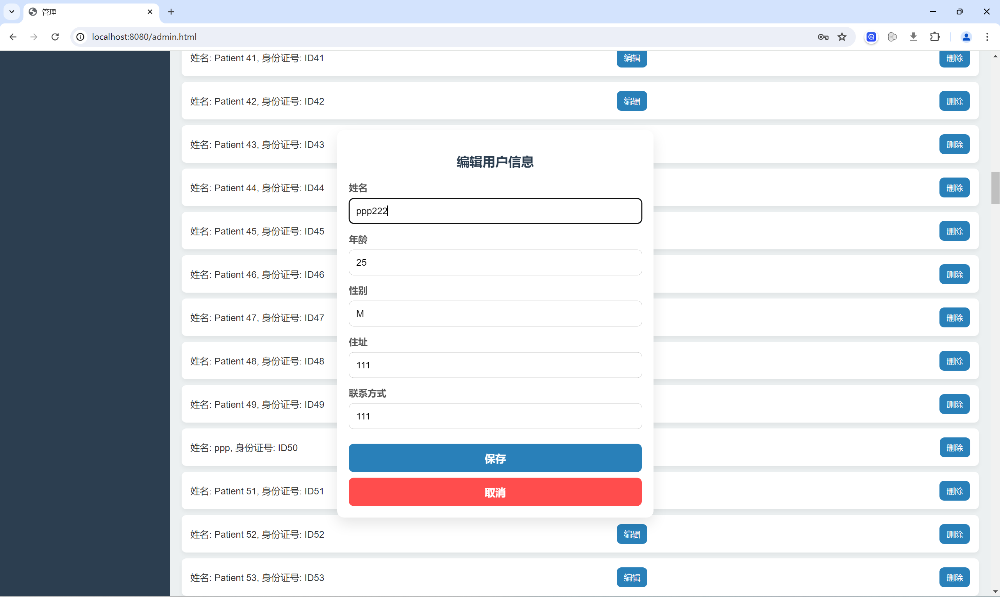 管理
localhost:8080/admin.html
姓名: Patient 41, 身份证号: ID41 编辑 删除
姓名: Patient 42, 身份证号: ID42 编辑 删除
姓名: Patient 43, 身份证号: ID43 删除
姓名: Patient 44, 身份证号: ID44 删除
姓名: Patient 45, 身份证号: ID45 删除
姓名: Patient 46, 身份证号: ID46 删除
姓名: Patient 47, 身份证号: ID47 删除
姓名: Patient 48, 身份证号: ID48 删除
姓名: Patient 49, 身份证号: ID49 删除
姓名: ppp, 身份证号: ID50 删除
姓名: Patient 51, 身份证号: ID51 删除
姓名: Patient 52, 身份证号: ID52 编辑 删除
姓名: Patient 53, 身份证号: ID53 编辑 删除
编辑用户信息
姓名
ppp222
年龄
25
性别
M
住址
111
联系方式
111
保存
取消